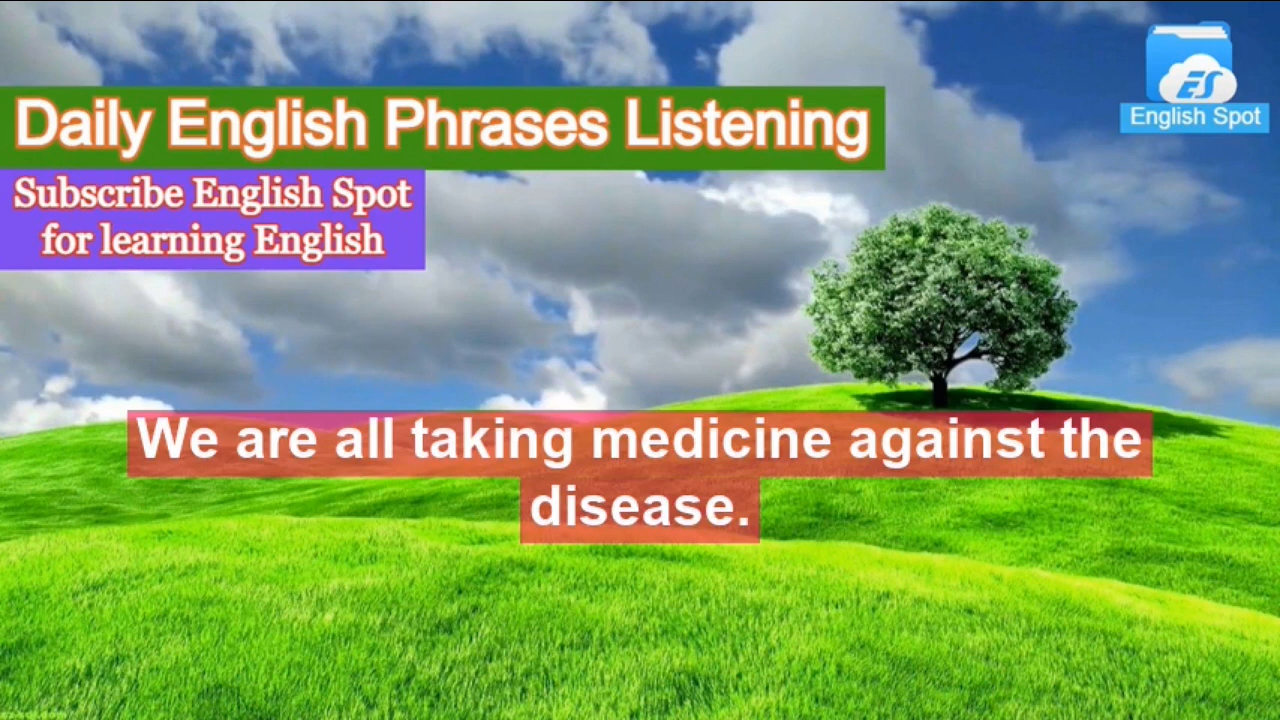 Daily English Phrases Listening
Subscribe English Spot
for learning English
ES
English Spot
We are all taking medicine against the
disease.